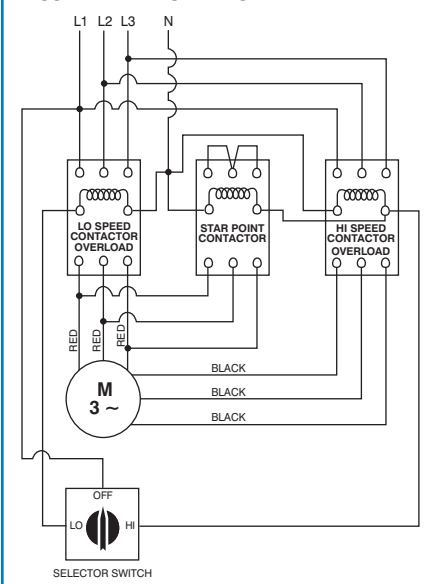 L1 L2 L3 N
LO SPEED
CONTACTOR
OVERLOAD
STAR POINT
CONTACTOR
HI SPEED
CONTACTOR
OVERLOAD
RED
RED
RED
BLACK
BLACK
BLACK
M
3 ~
OFF
LO
HI
SELECTOR SWITCH